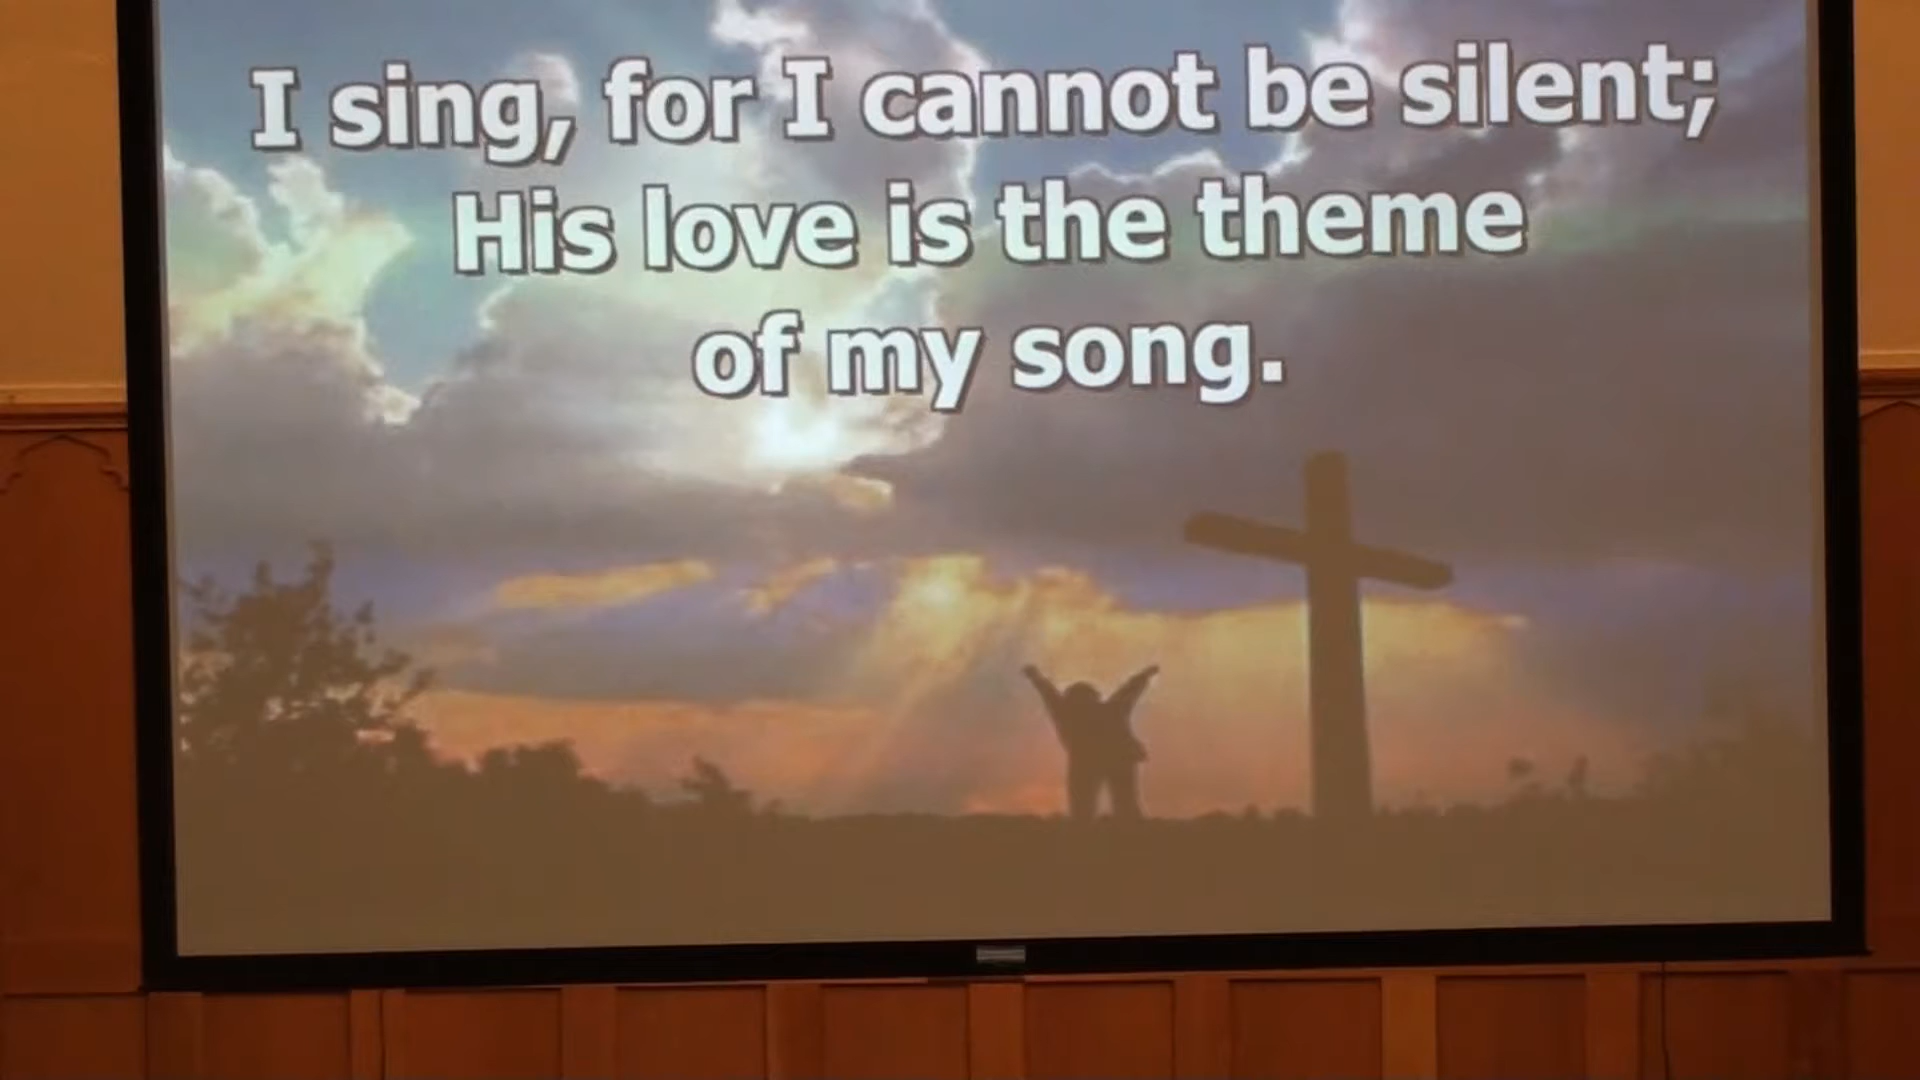 I sing, for I cannot be silent;
His love is the theme
of my song.